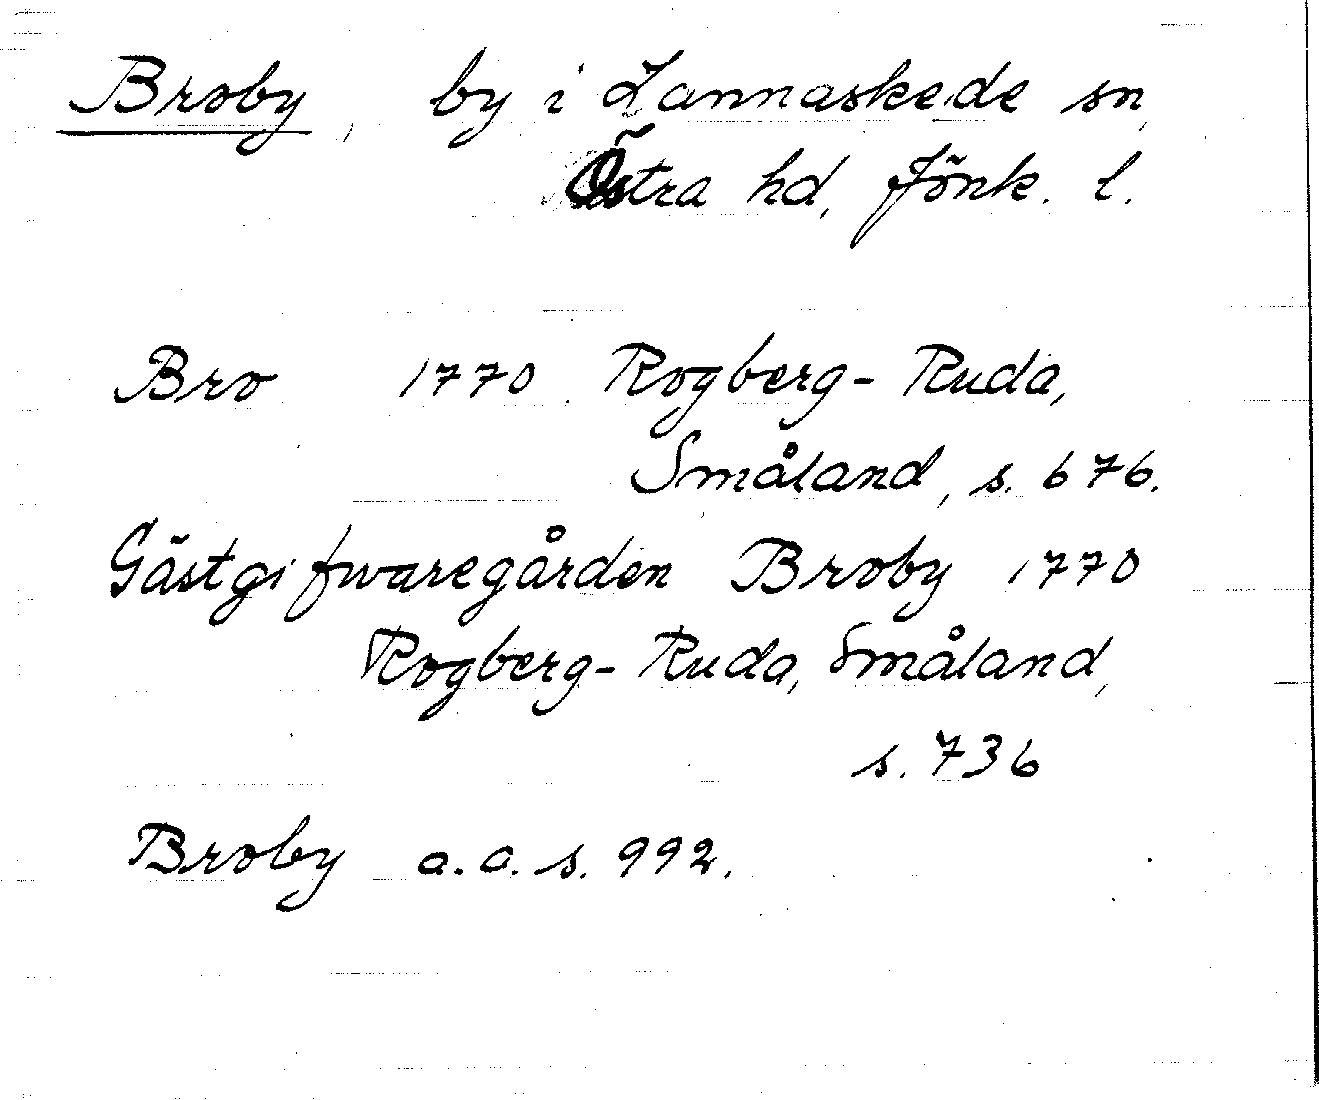 Broby, by i Lannaskede sn,
Östra hd, Jönk. l.
Bro 1770. Rogberg-Ruda,
Småland, s. 676.
Gästgifwaregården Broby 1770
Rogberg-Ruda, Småland,
s. 736
Broby a.a. s. 992.